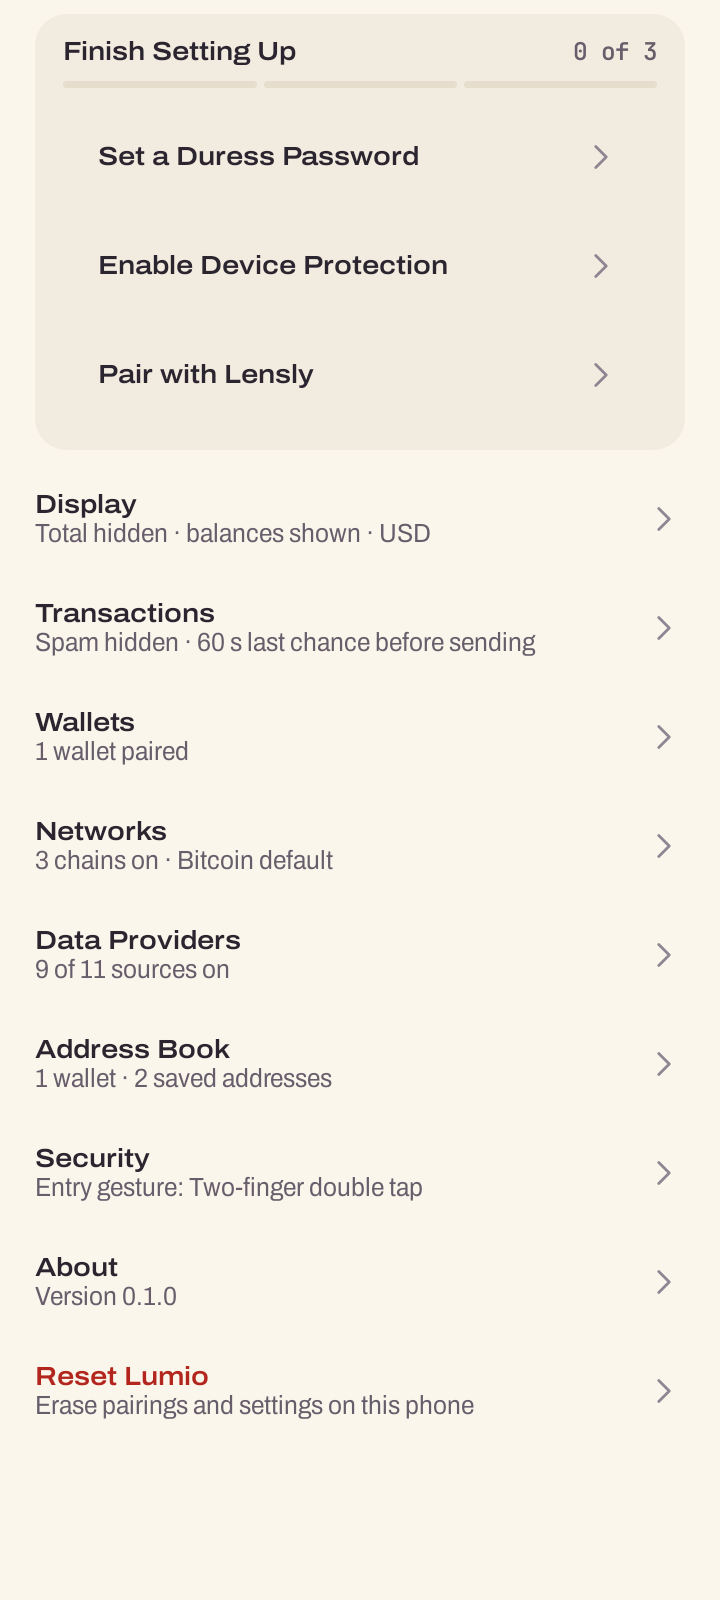 Finish Setting Up
0 of 3
Set a Duress Password
Enable Device Protection
Pair with Lensly
Display
Total hidden · balances shown · USD
Transactions
Spam hidden · 60 s last chance before sending
Wallets
1 wallet paired
Networks
3 chains on · Bitcoin default
Data Providers
9 of 11 sources on
Address Book
1 wallet · 2 saved addresses
Security
Entry gesture: Two-finger double tap
About
Version 0.1.0
Reset Lumio
Erase pairings and settings on this phone